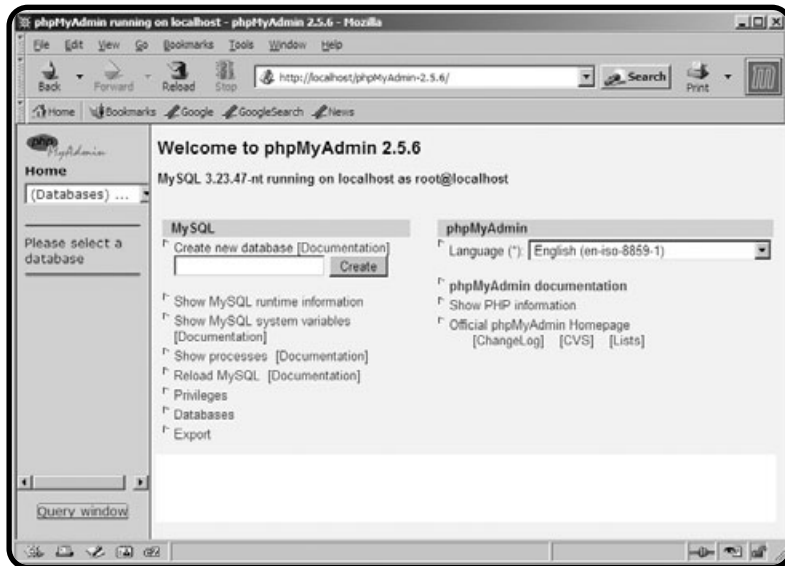 phpMyAdmin running on localhost - phpMyAdmin 2.5.6 - Mozilla
File Edit View Go Bookmarks Tools Window Help
Back Forward Reload Stop http://localhost/phpMyAdmin-2.5.6/ Search Print
Home Bookmarks Google GoogleSearch News
php
MyAdmin
Home
(Databases) ...
Please select a
database
Query window
Welcome to phpMyAdmin 2.5.6
MySQL 3.23.47-nt running on localhost as root@localhost
MySQL
Create new database [Documentation]
Create
Show MySQL runtime information
Show MySQL system variables
[Documentation]
Show processes [Documentation]
Reload MySQL [Documentation]
Privileges
Databases
Export
phpMyAdmin
Language (*): English (en-iso-8859-1)
phpMyAdmin documentation
Show PHP information
Official phpMyAdmin Homepage
[ChangeLog] [CVS] [Lists]